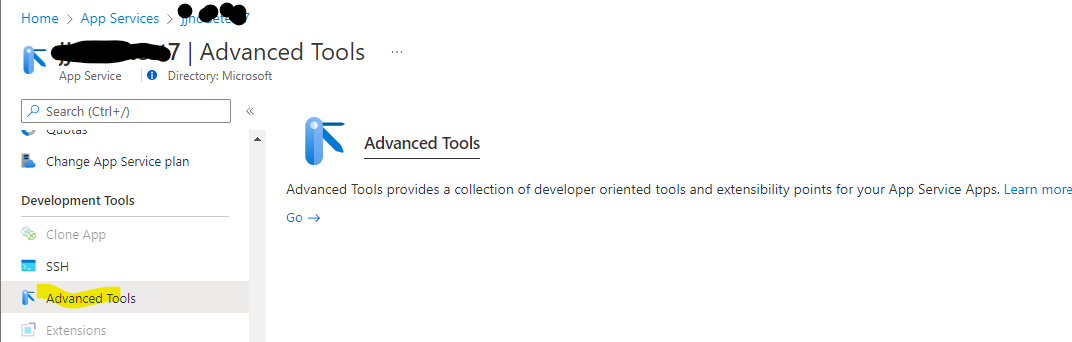 Home > App Services >
7 | Advanced Tools ...
App Service Directory: Microsoft
Search (Ctrl+/) «
Quotas
Change App Service plan
Development Tools
Clone App
SSH
Advanced Tools
Extensions
Advanced Tools
Advanced Tools provides a collection of developer oriented tools and extensibility points for your App Service Apps. Learn more
Go →